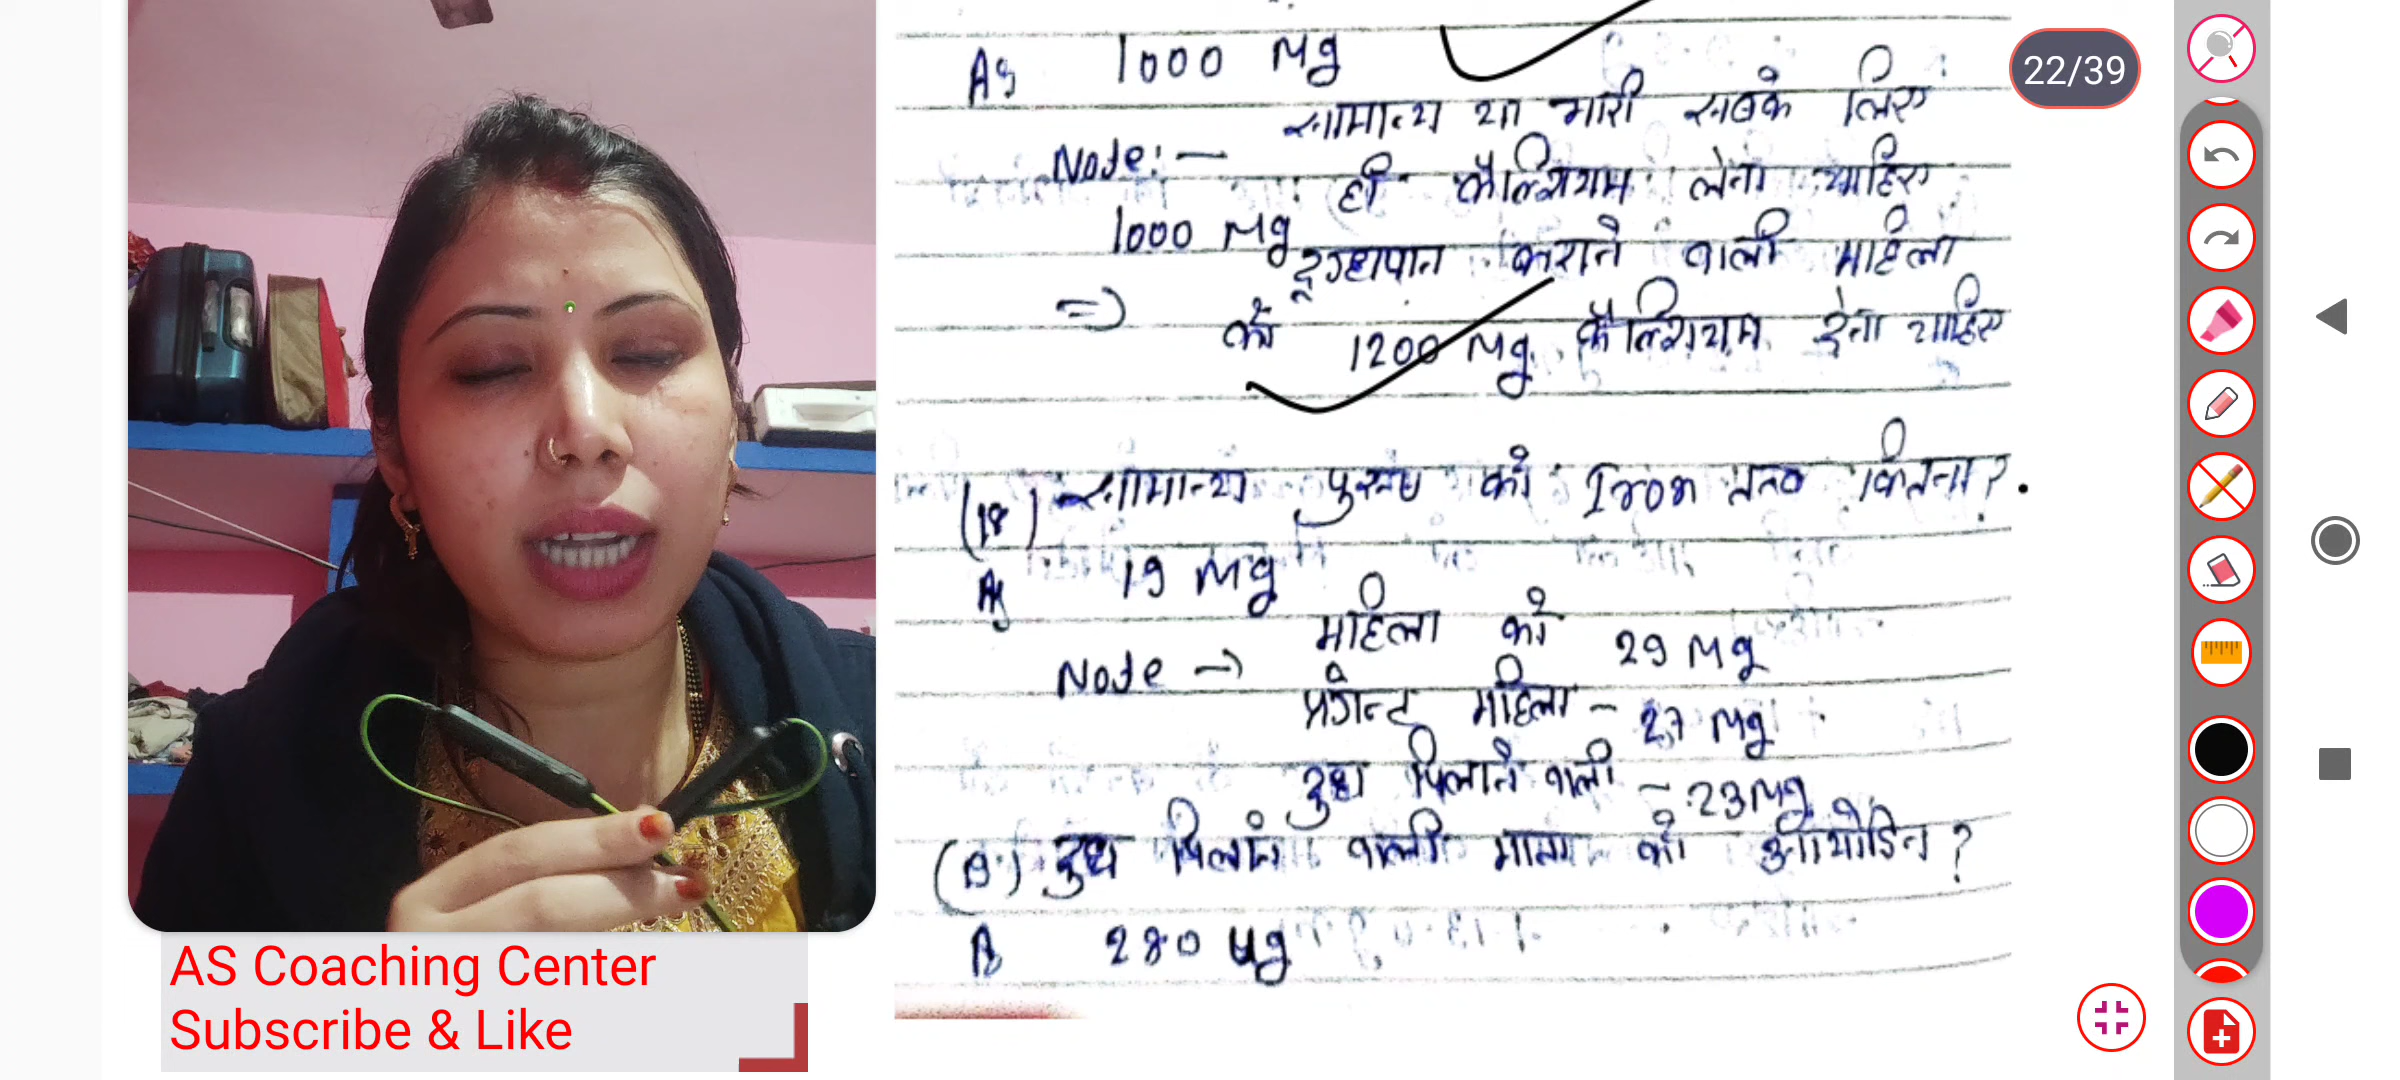 As 1000 Mg
22/39
Note:— सामान्य या नारी सबके लिए
1000 Mg ही कैल्शियम लेना चाहिए
=> दूग्धपान कराने वाली महिला
को 1200 Mg कैल्शियम देना चाहिए
(18) सामान्य पुरूष को Iron तत्व कितना?
As 19 Mg
Note → महिला को 29 Mg
प्रेगेन्ट महिला - 27 Mg
दुध पिलाने वाली - 23 Mg
(19) दुध पिलाने वाली माता को आयोडिन?
280 ug
AS Coaching Center
Subscribe & Like